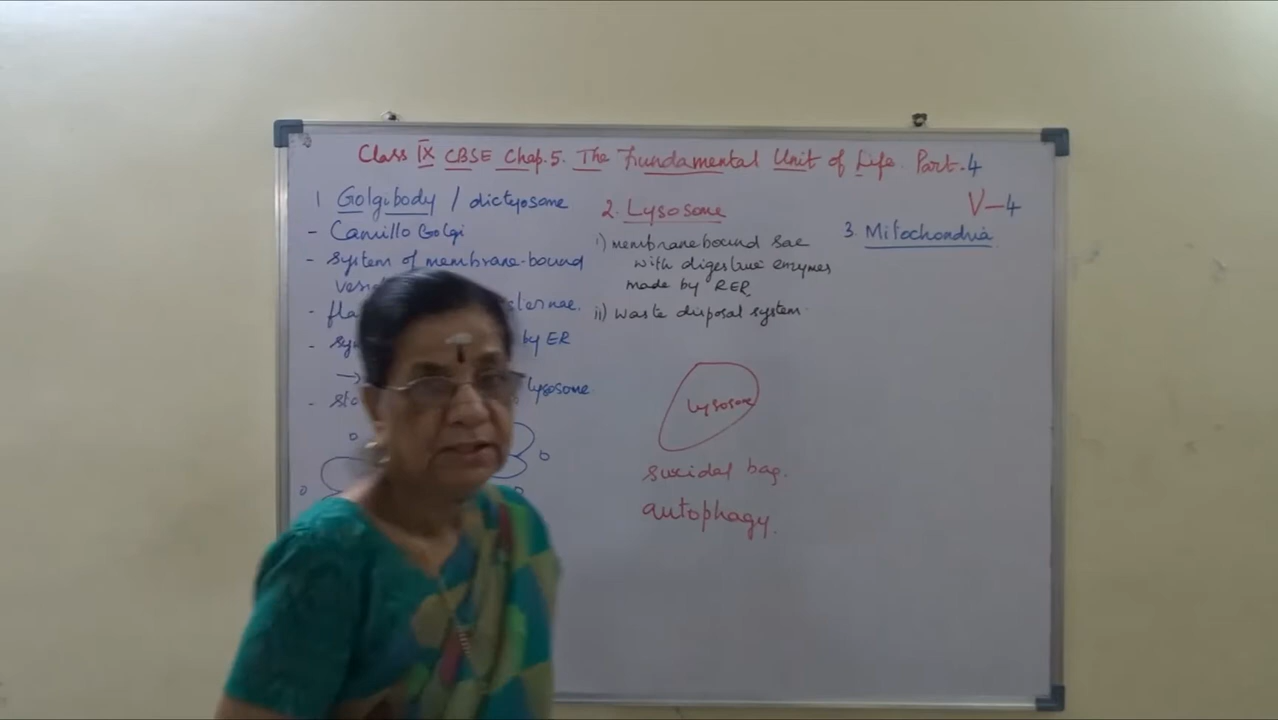 Class IX CBSE Chap.5. The Fundamental Unit of Life. Part.4
V-4
1 Golgibody / dictyosome
- Camillo Golgi
- system of membrane-bound
- by ER
→ lysosome
2. Lysosome
i) membranebound sac
with digestive enzymes
made by RER
ii) waste disposal system
lysosome
suicidal bag.
autophagy.
3. Mitochondria